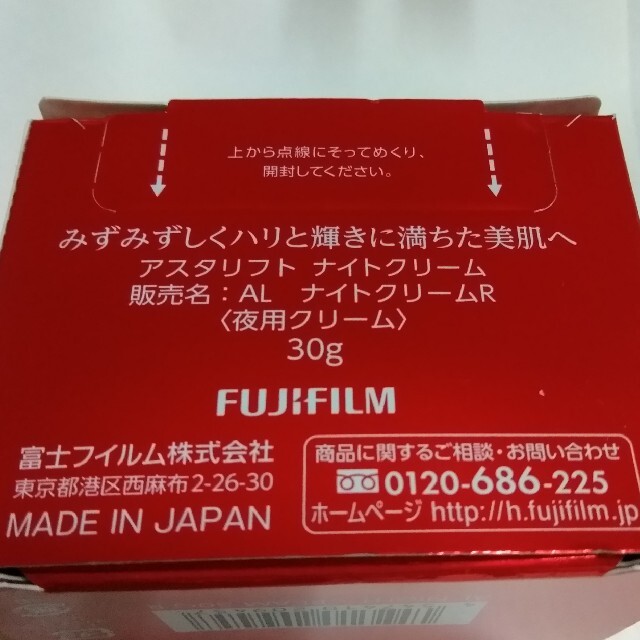 上から点線にそってめくり、
開封してください。
みずみずしくハリと輝きに満ちた美肌へ
アスタリフト ナイトクリーム
販売名：AL ナイトクリームR
〈夜用クリーム〉
30g
FUJIFILM
富士フイルム株式会社
東京都港区西麻布2-26-30
MADE IN JAPAN
商品に関するご相談・お問い合わせ
0120-686-225
ホームページ http://h.fujifilm.jp